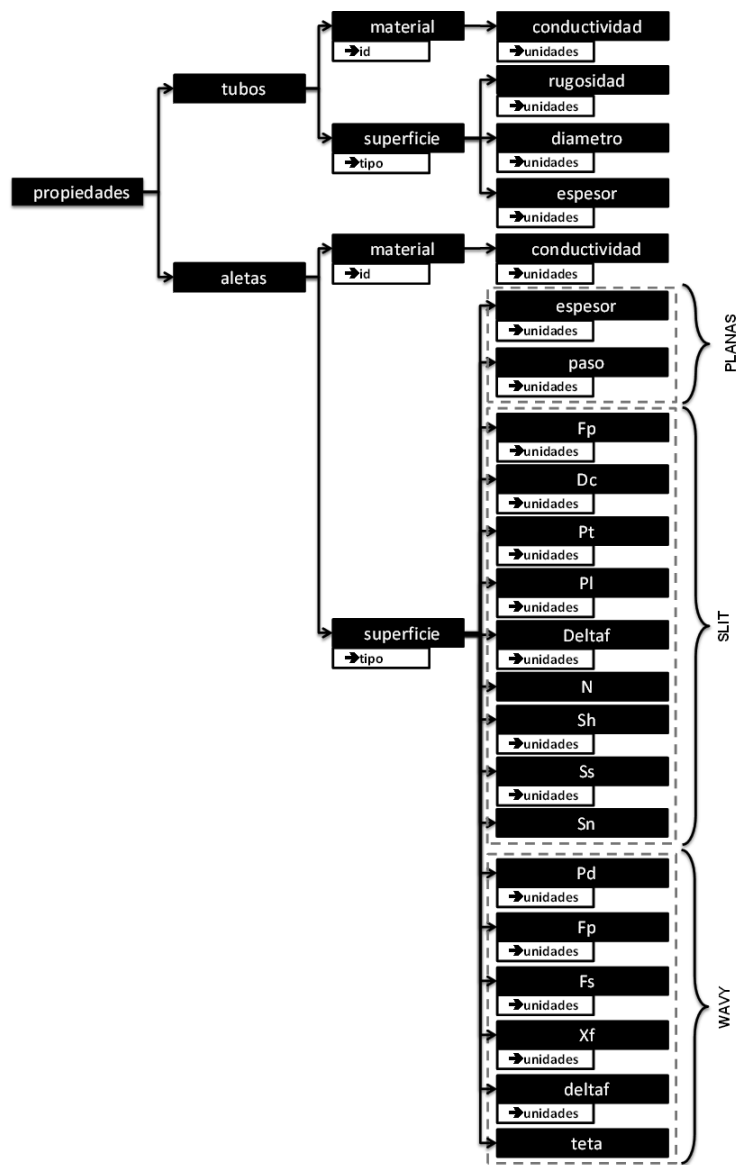 propiedades
tubos
material
➔id
conductividad
➔unidades
superficie
➔tipo
rugosidad
➔unidades
diametro
➔unidades
espesor
➔unidades
aletas
material
➔id
conductividad
➔unidades
superficie
➔tipo
espesor
➔unidades
paso
➔unidades
PLANAS
Fp
➔unidades
Dc
➔unidades
Pt
➔unidades
Pl
➔unidades
Deltaf
➔unidades
N
Sh
➔unidades
Ss
➔unidades
Sn
SLIT
Pd
➔unidades
Fp
➔unidades
Fs
➔unidades
Xf
➔unidades
deltaf
➔unidades
teta
WAVY